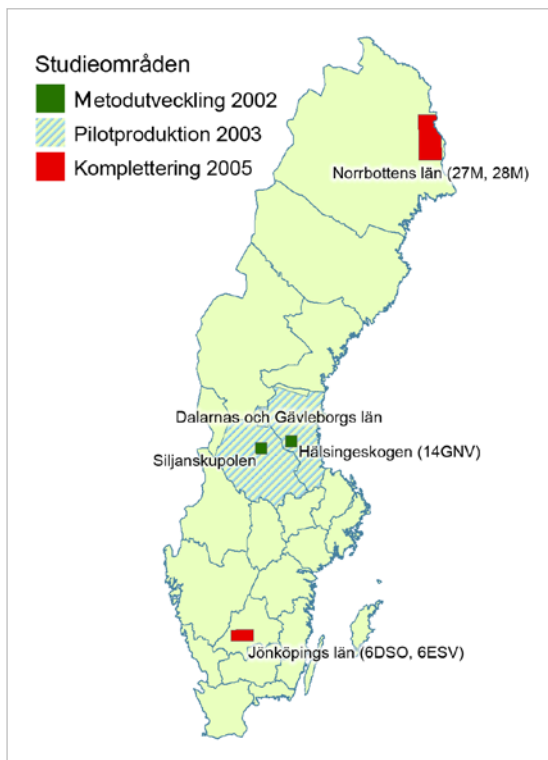 Studieområden
Metodutveckling 2002
Pilotproduktion 2003
Komplettering 2005
Norrbottens län (27M, 28M)
Dalarnas och Gävleborgs län
Siljanskupolen
Hälsingeskogen (14GNV)
Jönköpings län (6DSO, 6ESV)